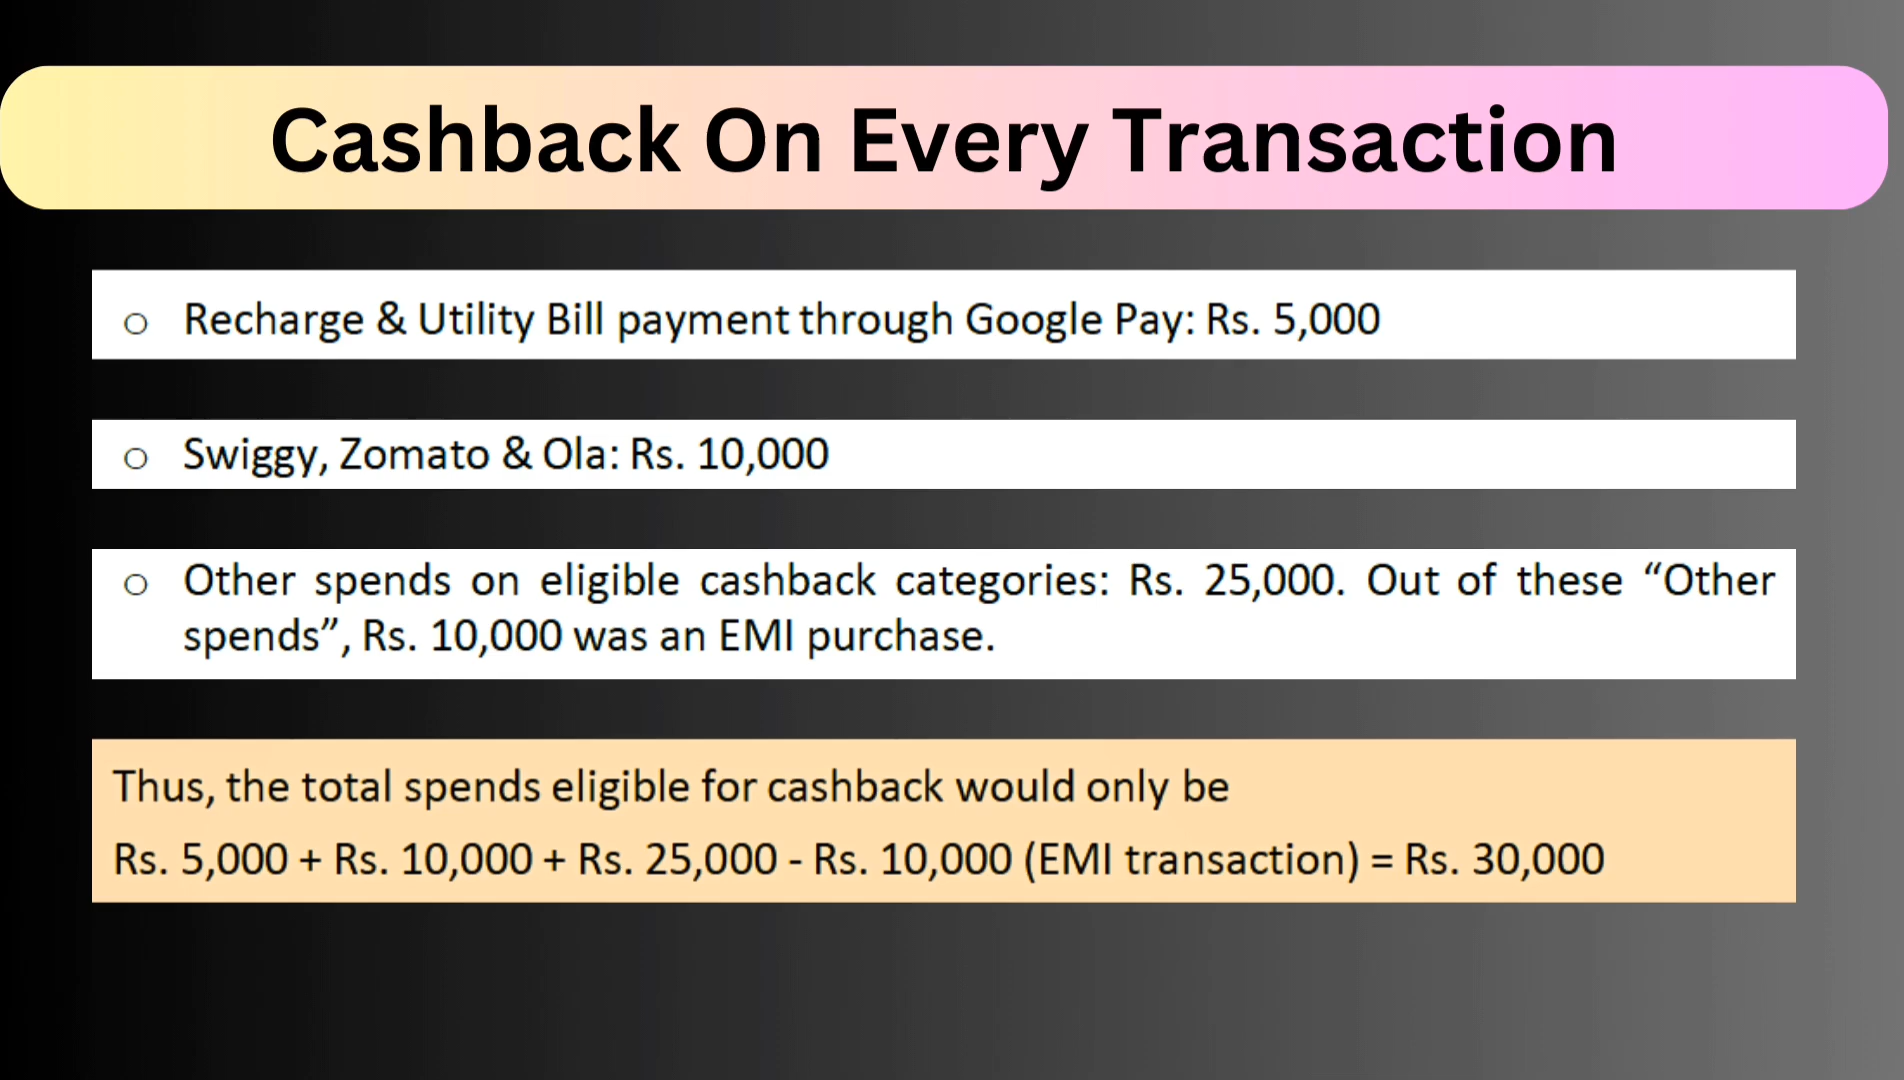 Cashback On Every Transaction
o Recharge & Utility Bill payment through Google Pay: Rs. 5,000
o Swiggy, Zomato & Ola: Rs. 10,000
o Other spends on eligible cashback categories: Rs. 25,000. Out of these “Other
spends”, Rs. 10,000 was an EMI purchase.
Thus, the total spends eligible for cashback would only be
Rs. 5,000 + Rs. 10,000 + Rs. 25,000 - Rs. 10,000 (EMI transaction) = Rs. 30,000